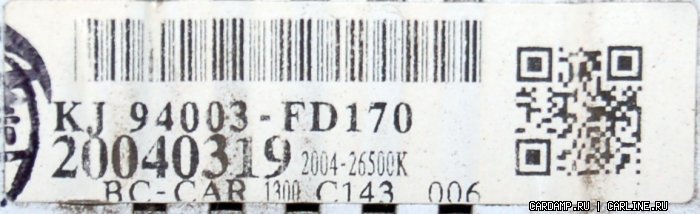 KJ 94003-FD170
20040319 2004-26500K
BC-CAR 1300 C143 006
CARDAMP.RU || CARLINE.RU